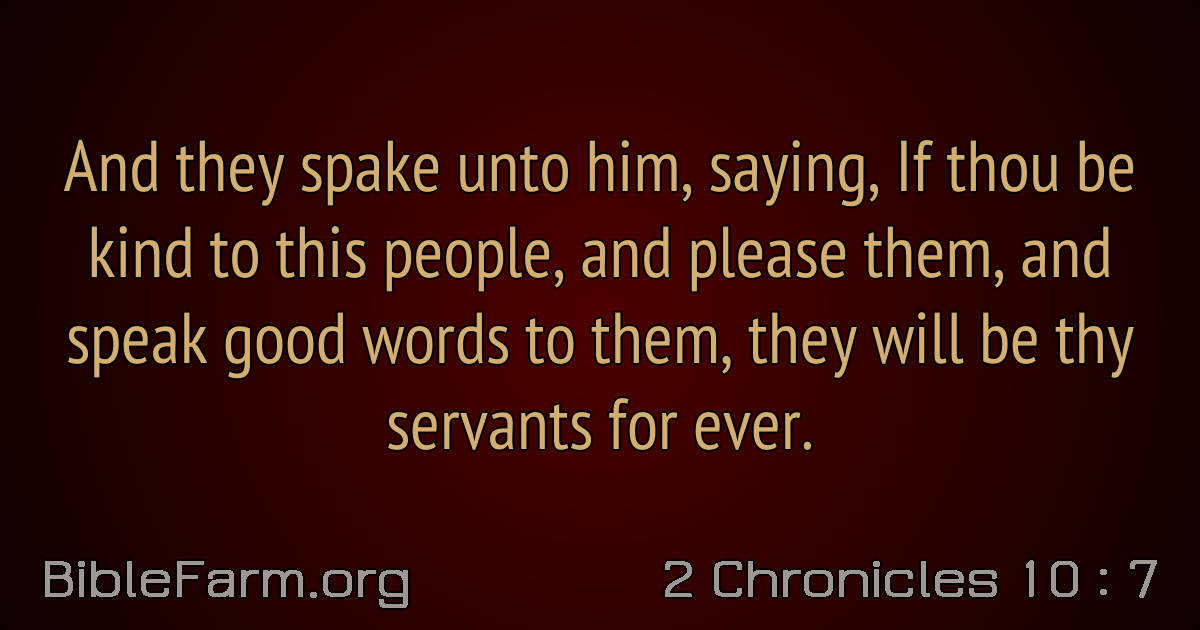 And they spake unto him, saying, If thou be
kind to this people, and please them, and
speak good words to them, they will be thy
servants for ever.
BibleFarm.org
2 Chronicles 10 : 7